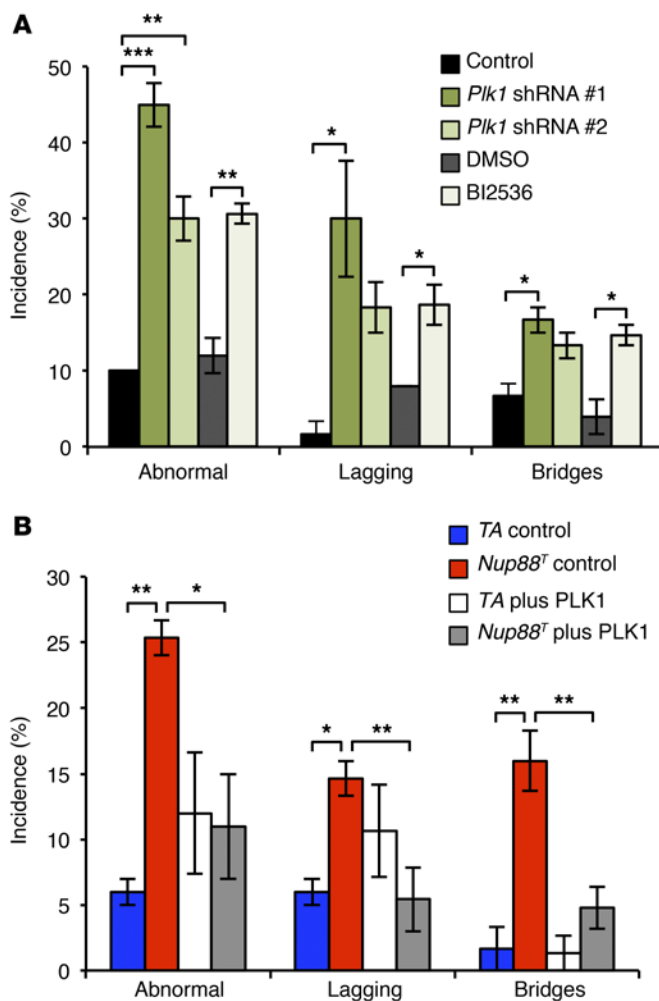 A
** 
***
50
40
30
20
10
0
Incidence (%)
*
**
*
*
*
Control
Plk1 shRNA #1
Plk1 shRNA #2
DMSO
BI2536
Abnormal Lagging Bridges
B
TA control
Nup88ᵀ control
TA plus PLK1
Nup88ᵀ plus PLK1
30
25
20
15
10
5
0
Incidence (%)
** *
* **
** **
Abnormal Lagging Bridges